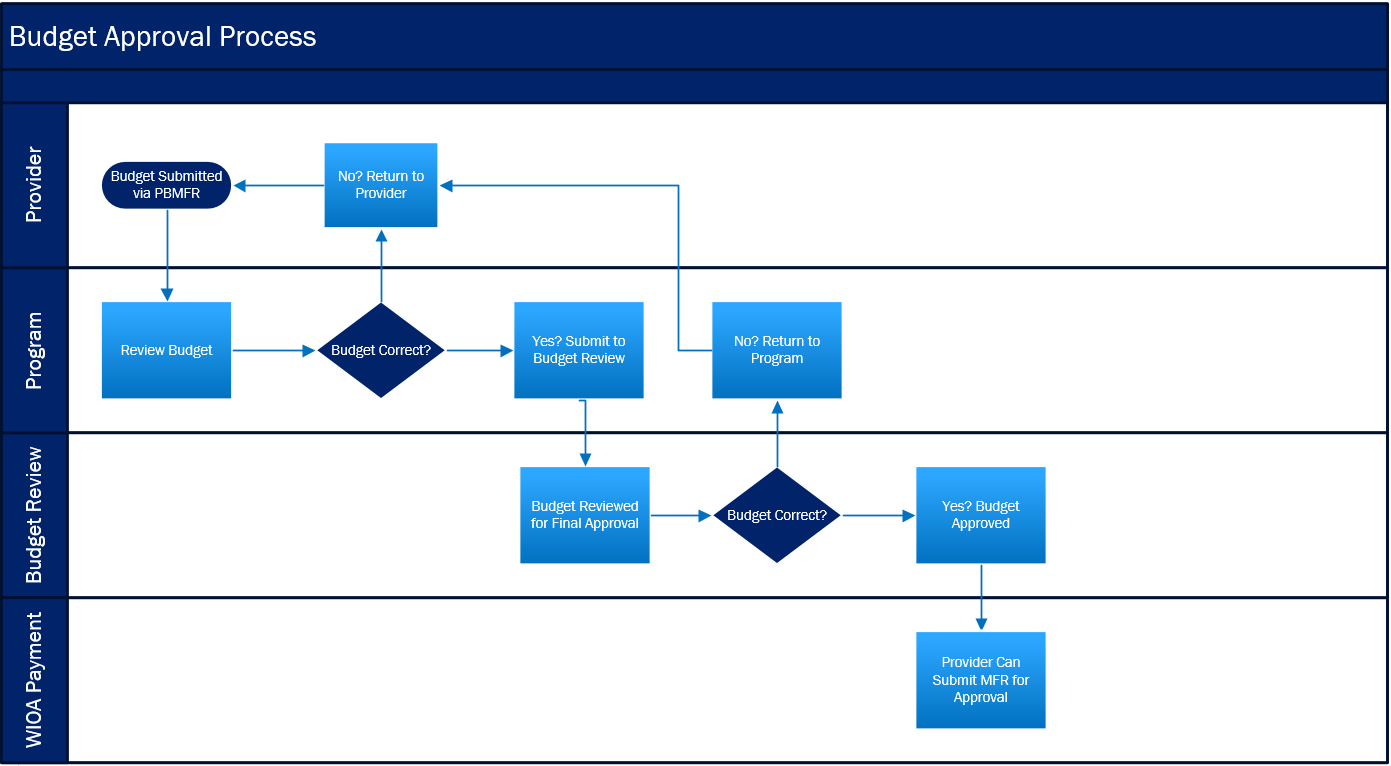 Budget Approval Process
Provider
Budget Submitted
via PBMFR
No? Return to
Provider
Program
Review Budget
Budget Correct?
Yes? Submit to
Budget Review
No? Return to
Program
Budget Review
Budget Reviewed
for Final Approval
Budget Correct?
Yes? Budget
Approved
WIOA Payment
Provider Can
Submit MFR for
Approval